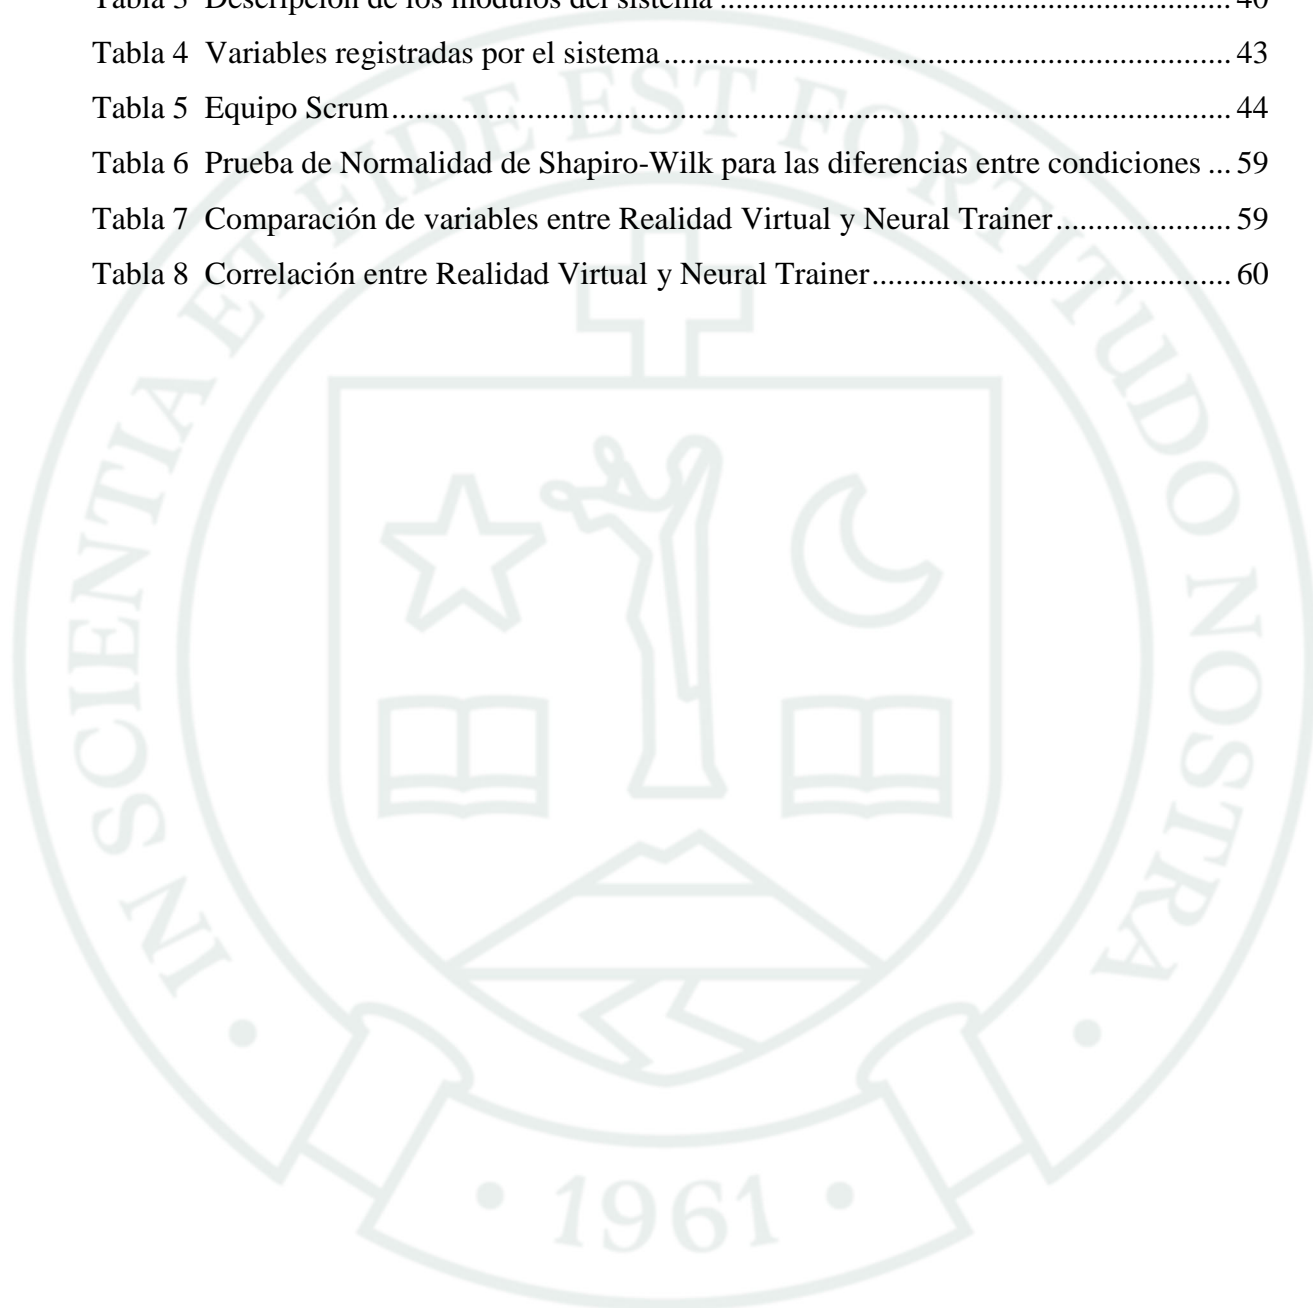 Tabla 3 Descripción de los módulos del sistema ................................................................ 40
Tabla 4 Variables registradas por el sistema ....................................................................... 43
Tabla 5 Equipo Scrum......................................................................................................... 44
Tabla 6 Prueba de Normalidad de Shapiro-Wilk para las diferencias entre condiciones ... 59
Tabla 7 Comparación de variables entre Realidad Virtual y Neural Trainer...................... 59
Tabla 8 Correlación entre Realidad Virtual y Neural Trainer............................................. 60
• IN SCIENTIA ET FIDE EST FORTITUDO NOSTRA •
• 1961 •